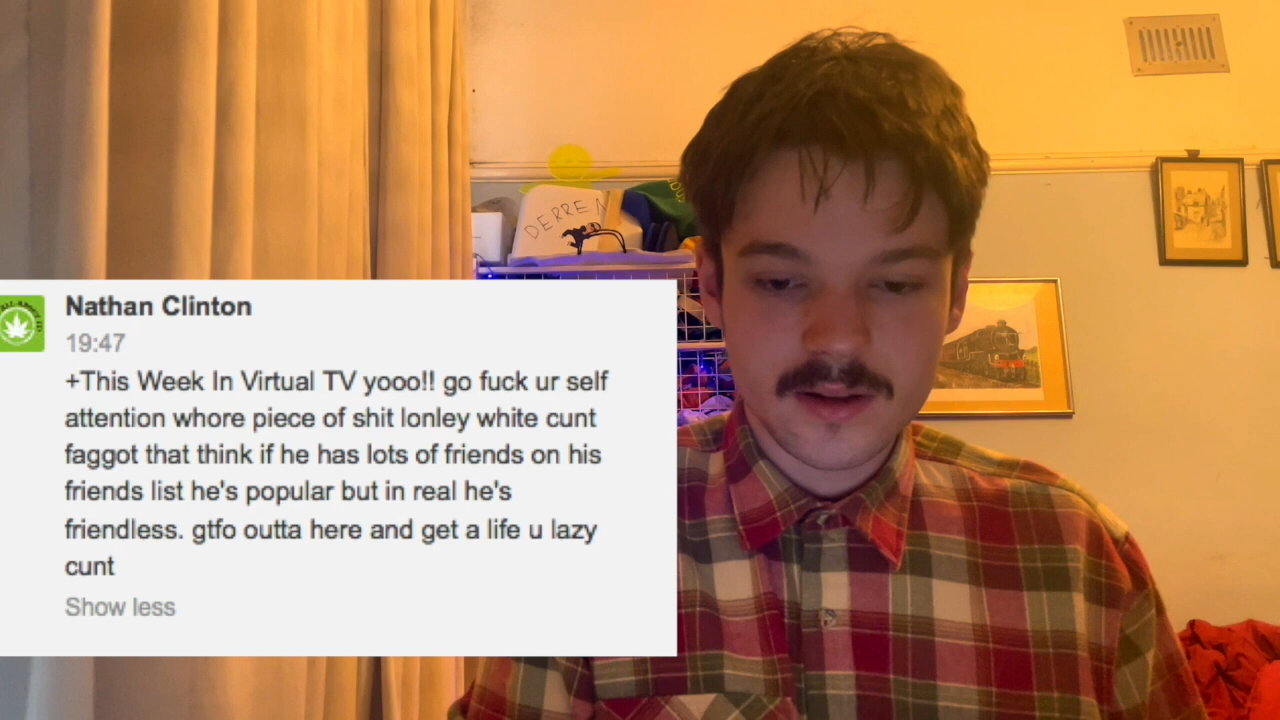 DERREN
Nathan Clinton
19:47
+This Week In Virtual TV yooo!! go fuck ur self
attention whore piece of shit lonley white cunt
faggot that think if he has lots of friends on his
friends list he's popular but in real he's
friendless. gtfo outta here and get a life u lazy
cunt
Show less